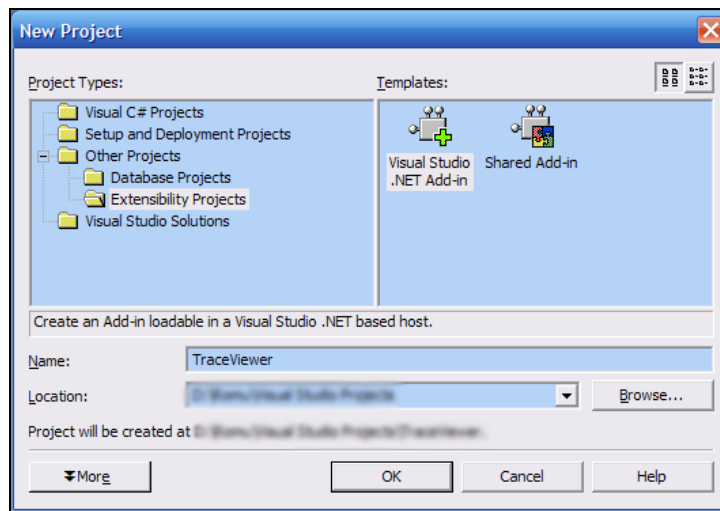 New Project
Project Types:
Templates:
Visual C# Projects
Setup and Deployment Projects
Other Projects
Database Projects
Extensibility Projects
Visual Studio Solutions
Visual Studio
.NET Add-in
Shared Add-in
Create an Add-in loadable in a Visual Studio .NET based host.
Name:
TraceViewer
Location:
Browse...
Project will be created at
More
OK
Cancel
Help